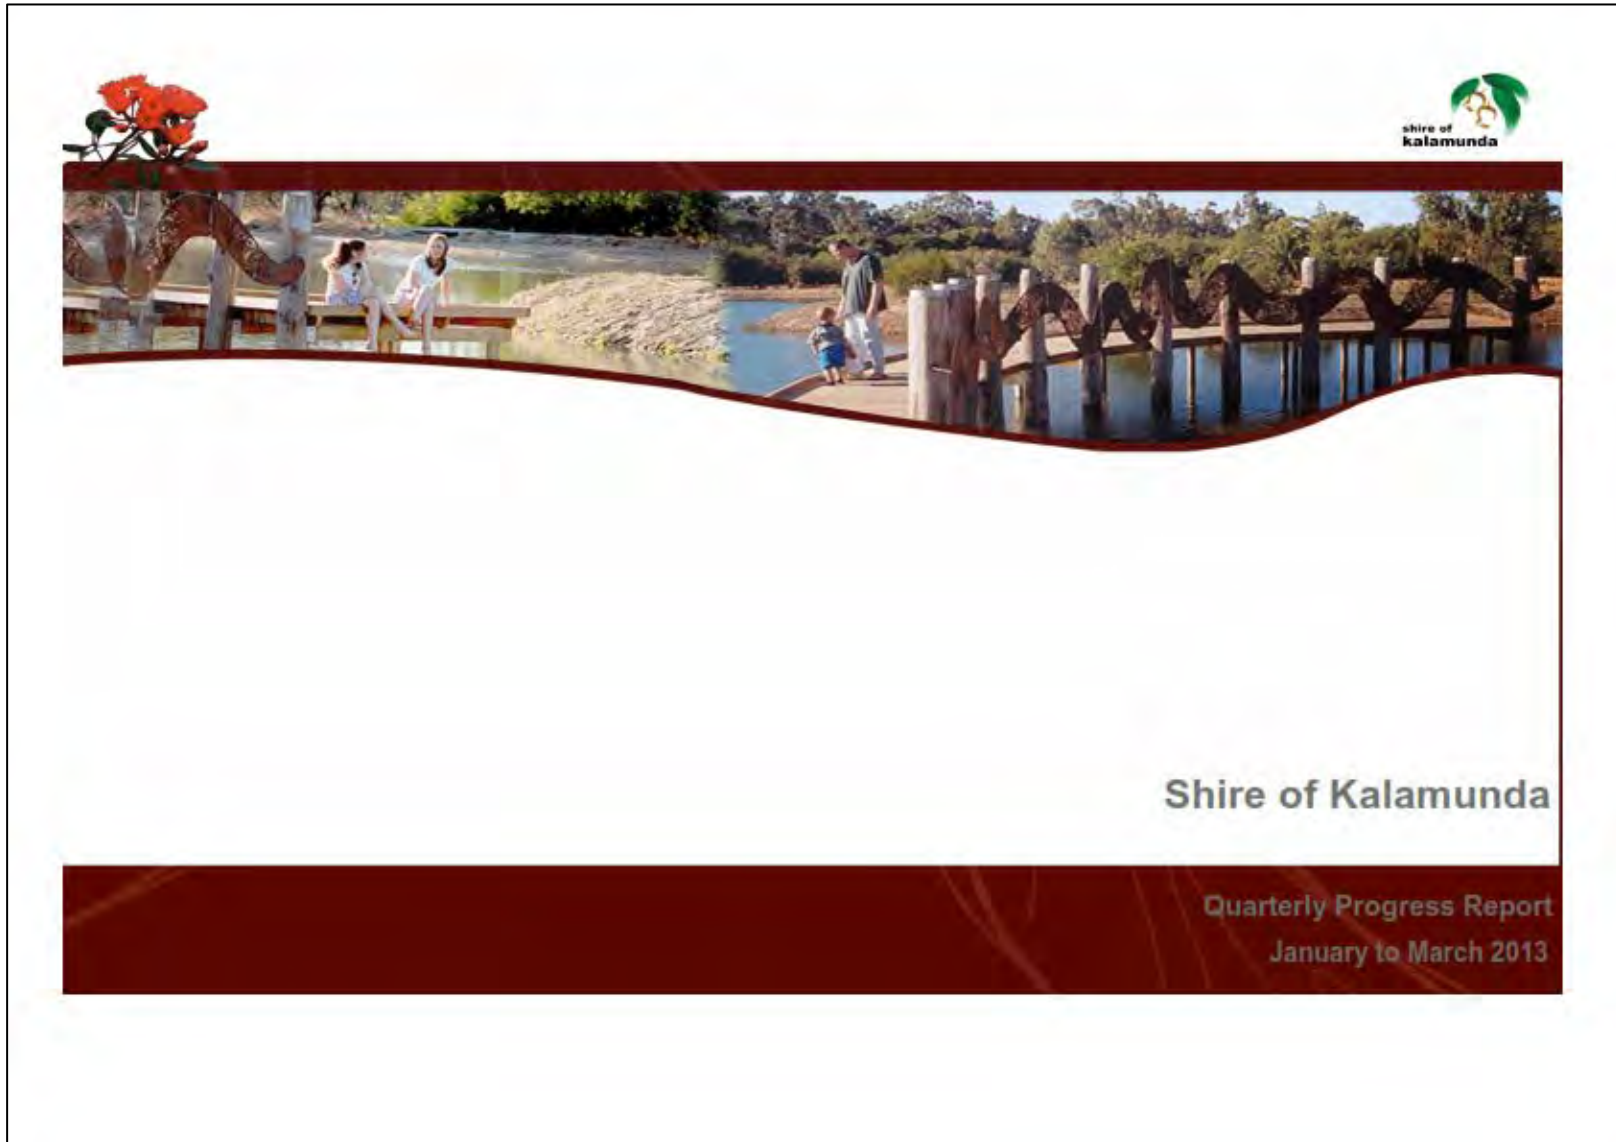 shire of
kalamunda
Shire of Kalamunda
Quarterly Progress Report
January to March 2013